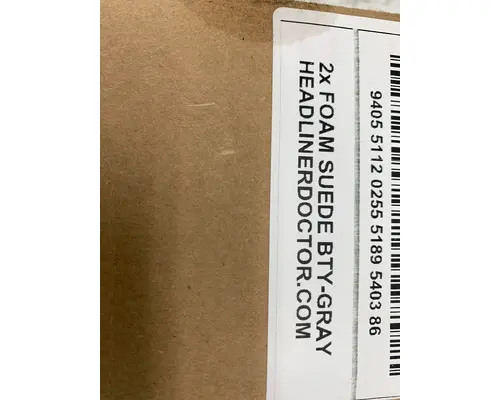 9405 5112 0255 5189 5403 86
2x FOAM SUEDE BTY-GRAY
HEADLINERDOCTOR.COM